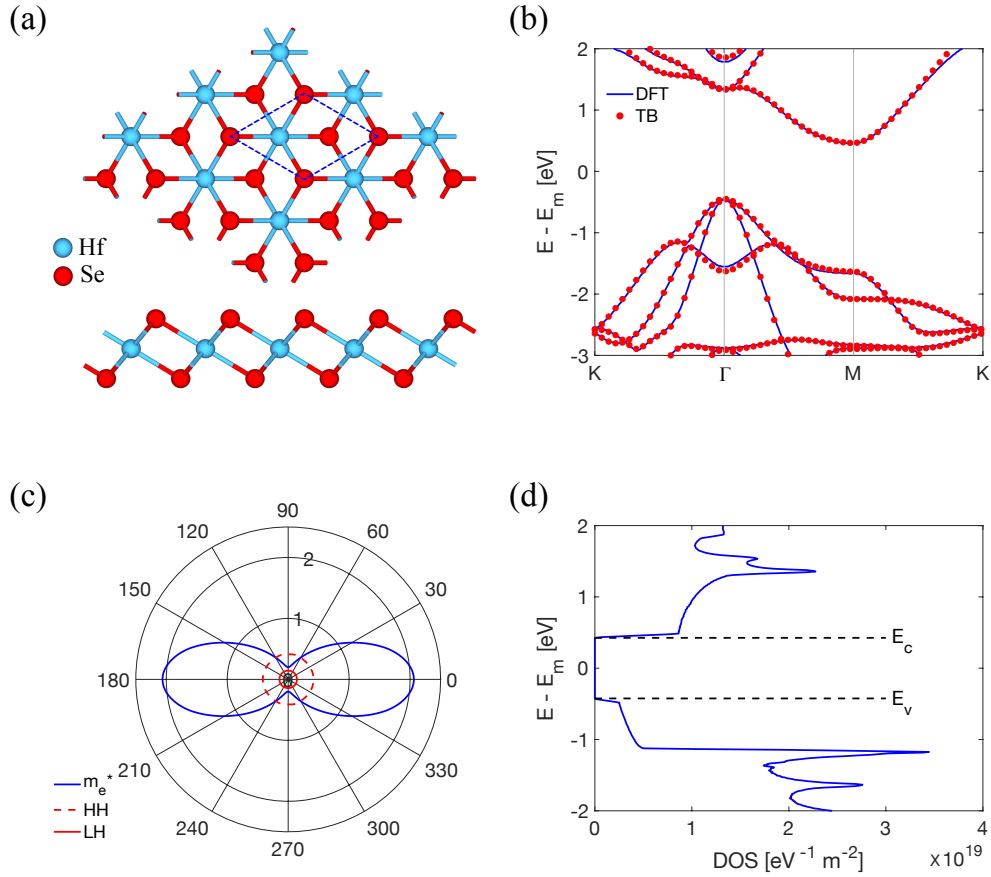 (a)
Hf
Se
(b)
E - E_m [eV]
2
1
0
-1
-2
-3
DFT
TB
K
Γ
M
K
(c)
90
120
60
150
30
180
0
210
330
240
300
270
1
2
m_e*
HH
LH
(d)
E - E_m [eV]
2
1
0
-1
-2
E_c
E_v
0
1
2
3
4
DOS [eV⁻¹ m⁻²]
×10¹⁹